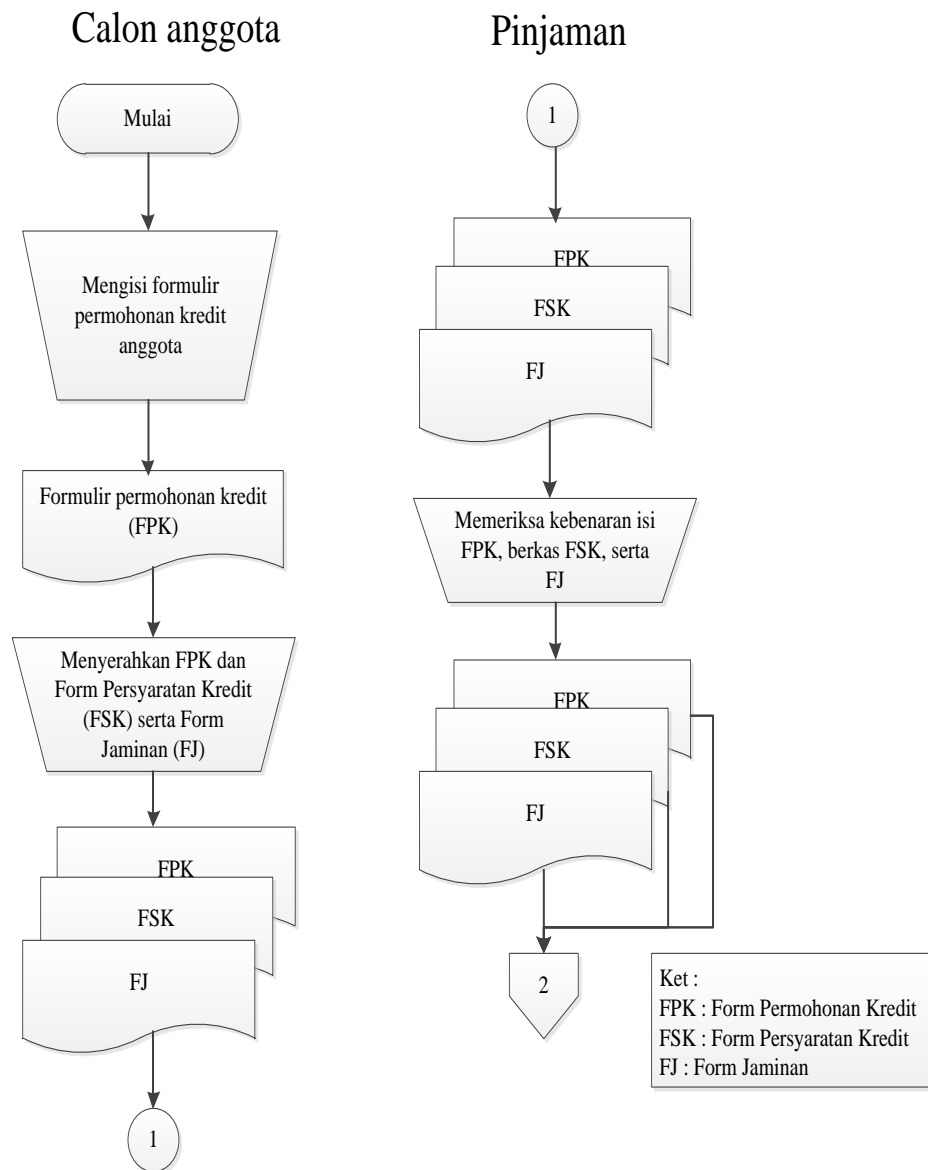 Calon anggota
Mulai
Mengisi formulir
permohonan kredit
anggota
Formulir permohonan kredit
(FPK)
Menyerahkan FPK dan
Form Persyaratan Kredit
(FSK) serta Form
Jaminan (FJ)
FPK
FSK
FJ
1
Pinjaman
1
FPK
FSK
FJ
Memeriksa kebenaran isi
FPK, berkas FSK, serta
FJ
FPK
FSK
FJ
2
Ket :
FPK : Form Permohonan Kredit
FSK : Form Persyaratan Kredit
FJ : Form Jaminan